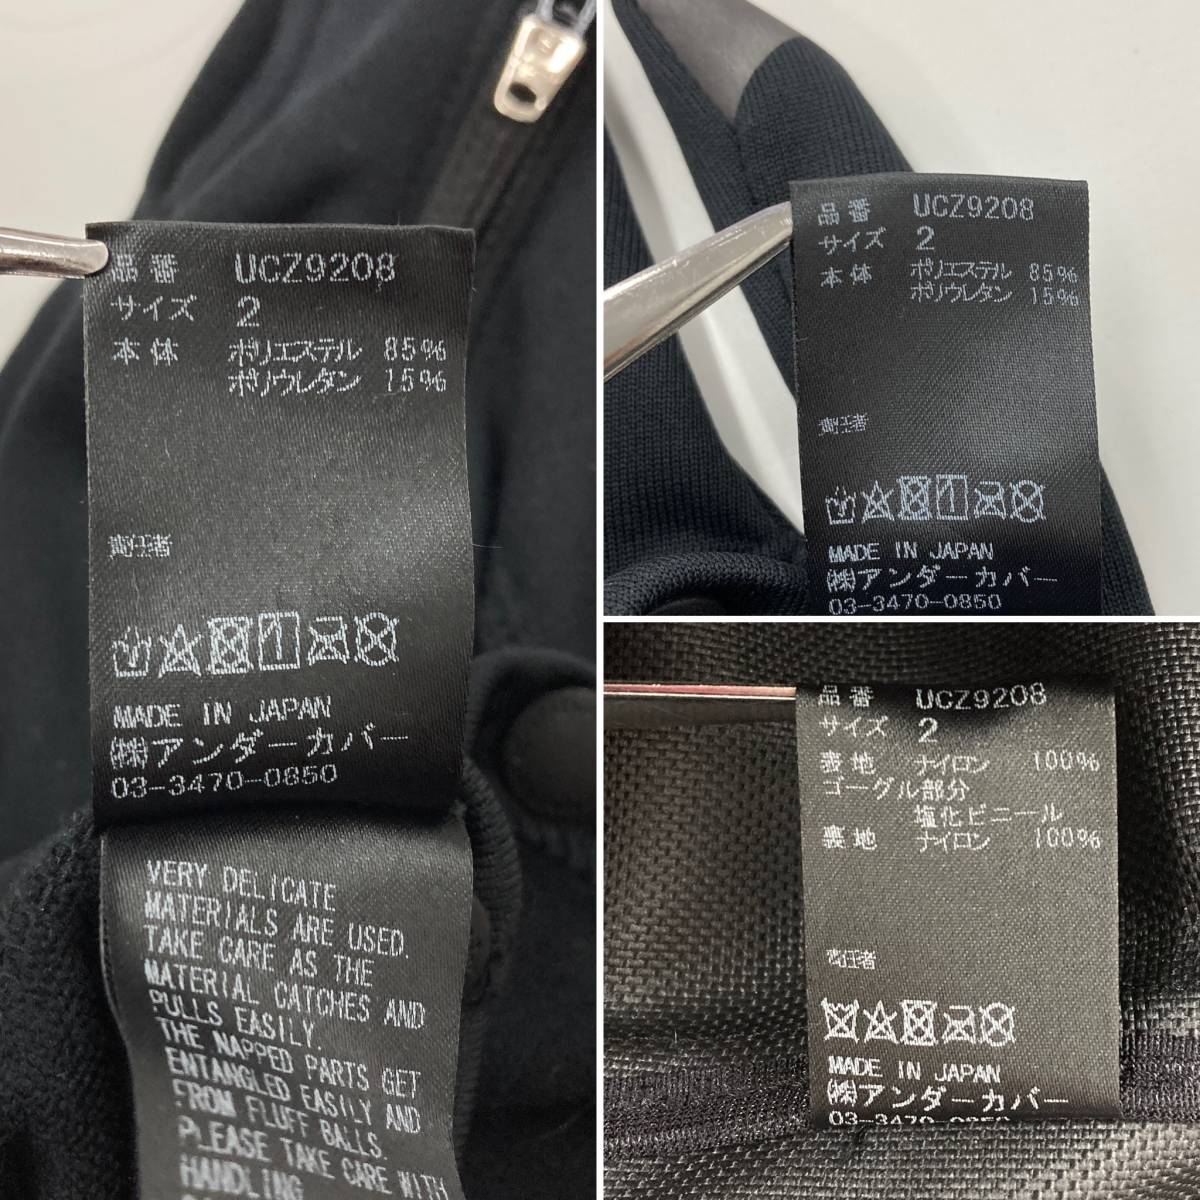 品番 UCZ9208
サイズ 2
本体 ポリエステル 85%
ポリウレタン 15%
責任者
MADE IN JAPAN
㈱アンダーカバー
03-3470-0850
VERY DELICATE
MATERIALS ARE USED.
TAKE CARE AS THE
MATERIAL CATCHES AND
PULLS EASILY.
THE NAPPED PARTS GET
ENTANGLED EASILY AND
FROM FLUFF BALLS.
PLEASE TAKE CARE WITH
HANDLING
品番 UCZ9208
サイズ 2
本体 ポリエステル 85%
ポリウレタン 15%
責任者
MADE IN JAPAN
㈱アンダーカバー
03-3470-0850
品番 UCZ9208
サイズ 2
表地 ナイロン 100%
ゴーグル部分
塩化ビニール
裏地 ナイロン 100%
責任者
MADE IN JAPAN
㈱アンダーカバー
03-3470-0850